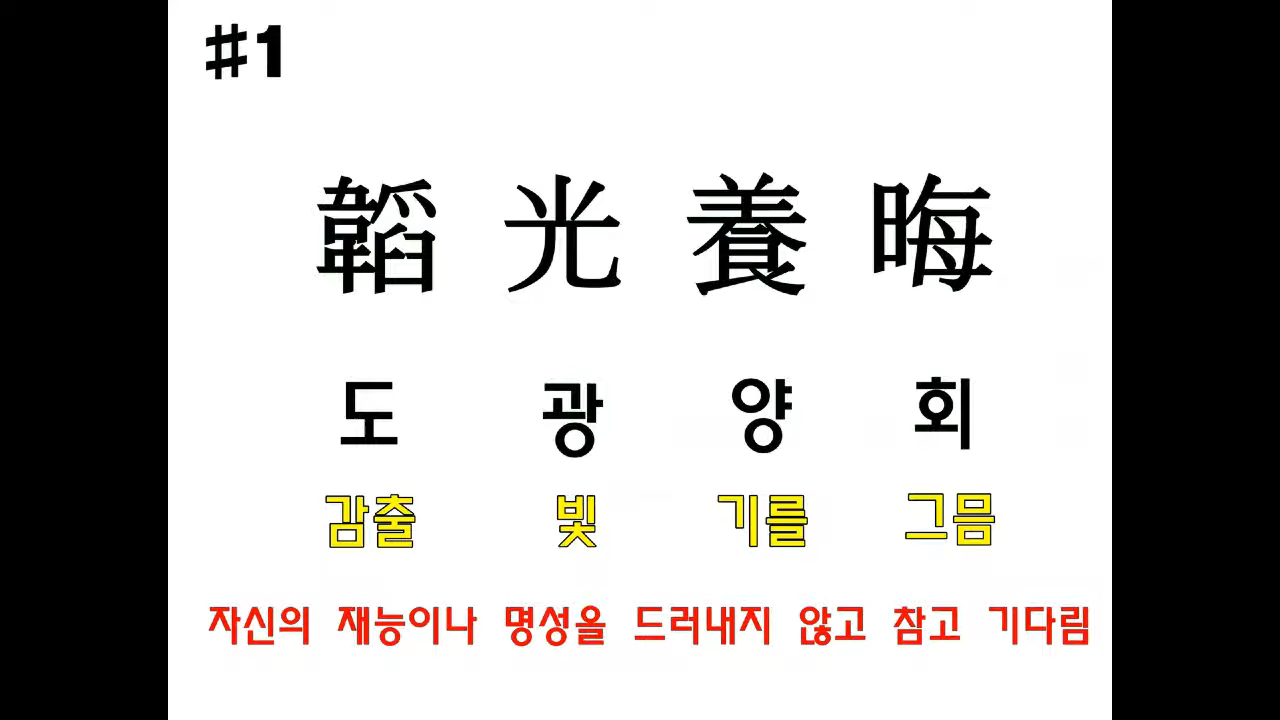 #1
韜 光 養 晦
도 광 양 회
감출 빛 기를 그믐
자신의 재능이나 명성을 드러내지 않고 참고 기다림